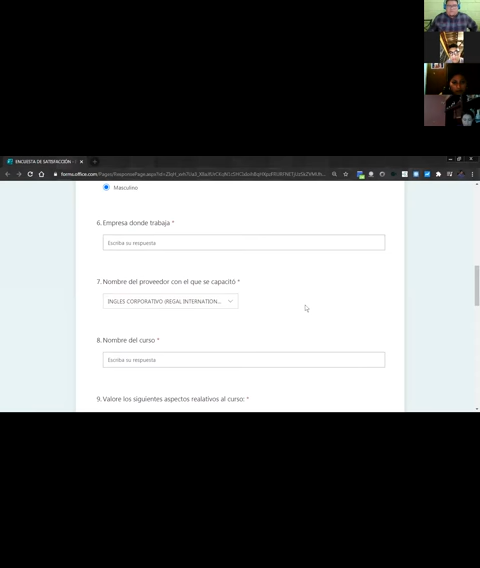 ENCUESTA DE SATISFACCIÓN
Masculino
6. Empresa donde trabaja *
Escriba su respuesta
7. Nombre del proveedor con el que se capacitó *
INGLES CORPORATIVO (REGAL INTERNATION...
8. Nombre del curso *
Escriba su respuesta
9. Valore los siguientes aspectos realativos al curso: *